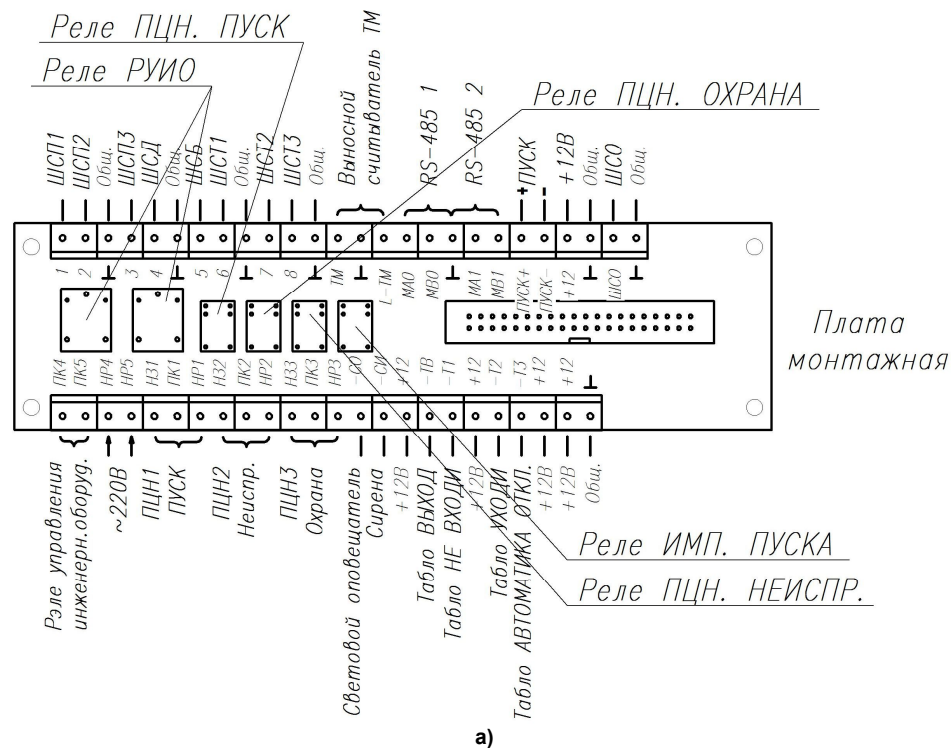 Реле ПЦН. ПУСК
Реле РУИО
Реле ПЦН. ОХРАНА
ШСП1
ШСП2
Общ.
ШСП3
ШСД
Общ.
ШСБ
ШСТ1
Общ.
ШСТ2
ШСТ3
Общ.
Выносной
считыватель ТМ
RS-485 1
RS-485 2
+ПУСК
-
+12В
Общ.
ШСО
Общ.
1
2
3
4
5
6
7
8
ТМ
L-ТМ
МА0
МВ0
МА1
МВ1
ПУСК+
ПУСК-
+12
ШСО
Плата
монтажная
ПК4
ПК5
НР4
НР5
НЗ1
ПК1
НР1
НЗ2
ПК2
НР2
НЗ3
ПК3
НР3
-СО
-СИ
+12
-ТВ
-Т1
+12
-Т2
-Т3
+12
+12
Рэле управления
инженерн.оборуд.
~220В
ПЦН1
ПУСК
ПЦН2
Неиспр.
ПЦН3
Охрана
Световой оповещатель
Сирена
+12В
Табло ВЫХОД
Табло НЕ ВХОДИ
+12В
Табло УХОДИ
Табло АВТОМАТИКА ОТКЛ.
+12В
+12В
Общ.
Реле ИМП. ПУСКА
Реле ПЦН. НЕИСПР.
а)